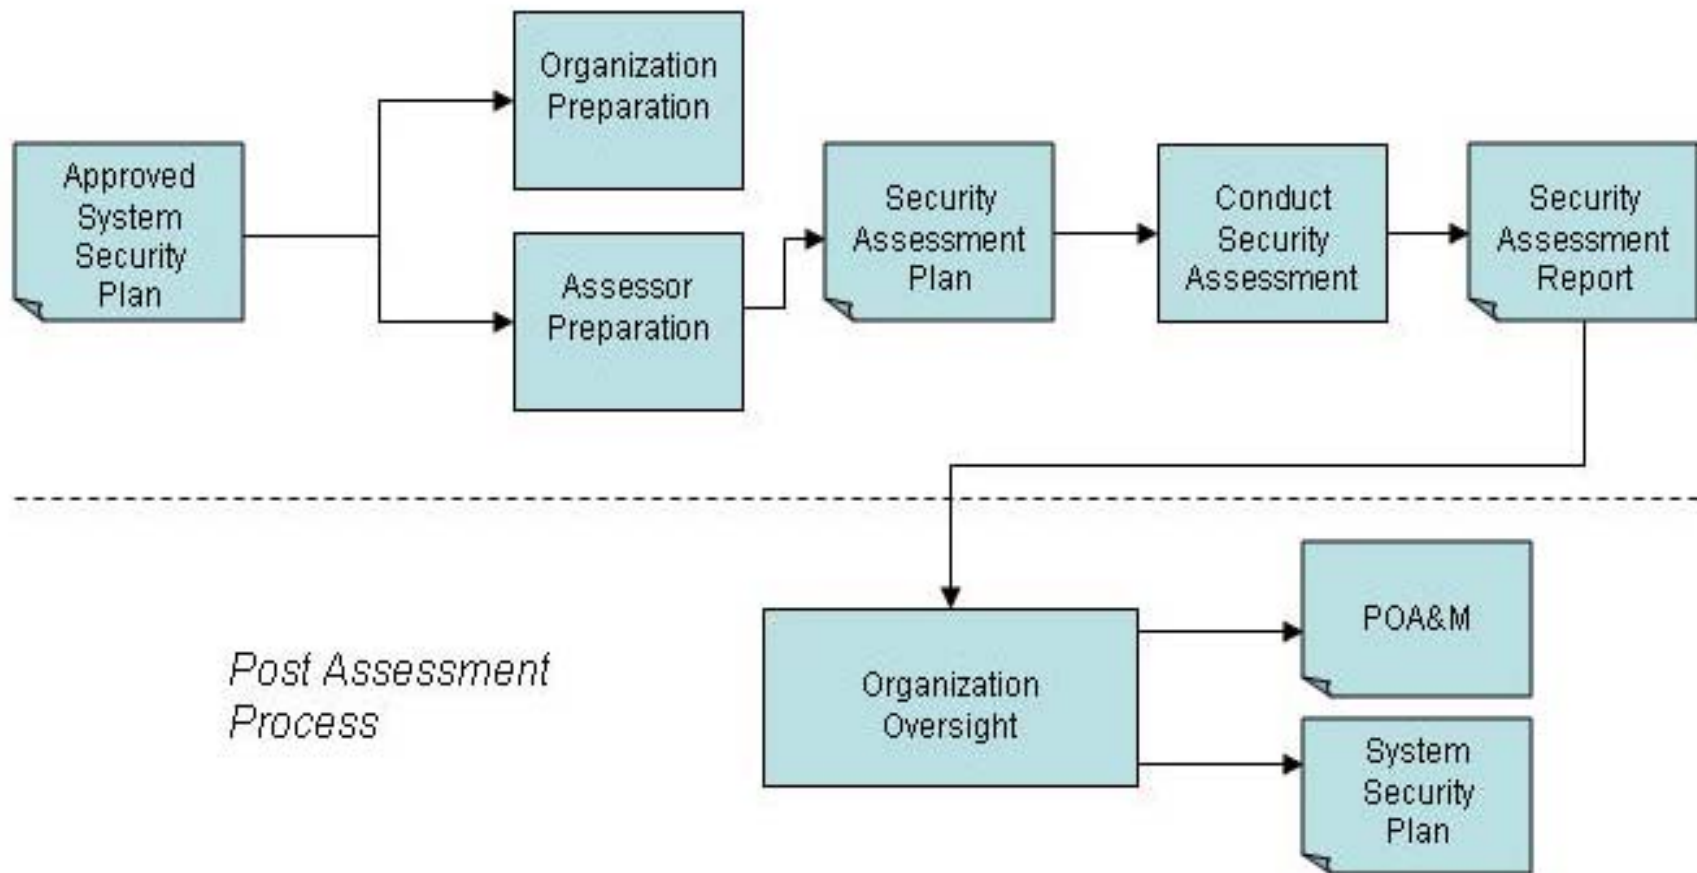 Organization
Preparation
Approved
System
Security
Plan
Assessor
Preparation
Security
Assessment
Plan
Conduct
Security
Assessment
Security
Assessment
Report
Post Assessment
Process
Organization
Oversight
POA&M
System
Security
Plan